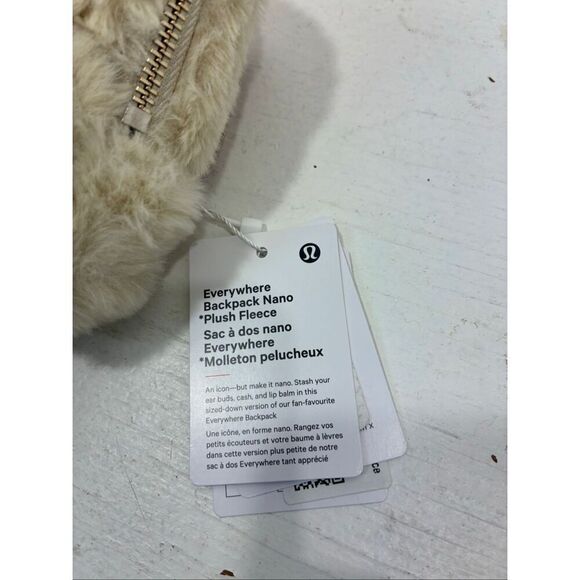 Everywhere
Backpack Nano
*Plush Fleece
Sac à dos nano
Everywhere
*Molleton pelucheux
An icon—but make it nano. Stash your
ear buds, cash, and lip balm in this
sized-down version of our fan-favourite
Everywhere Backpack
Une icône, en forme nano. Rangez vos
petits écouteurs et votre baume à lèvres
dans cette version plus petite de notre
sac à dos Everywhere tant apprécié